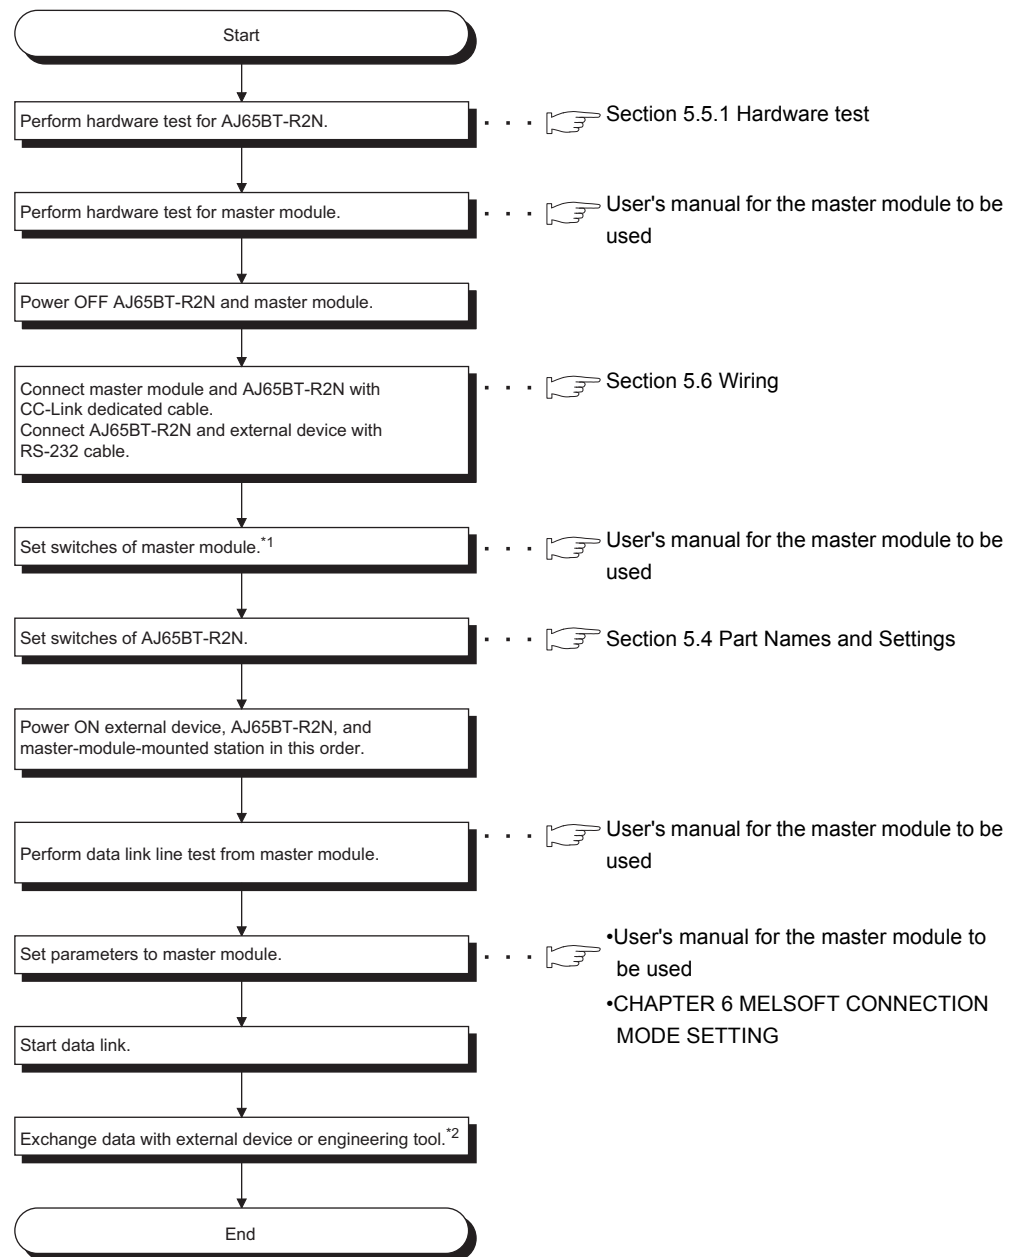 Start
Perform hardware test for AJ65BT-R2N.
Section 5.5.1 Hardware test
Perform hardware test for master module.
User's manual for the master module to be
used
Power OFF AJ65BT-R2N and master module.
Connect master module and AJ65BT-R2N with
CC-Link dedicated cable.
Connect AJ65BT-R2N and external device with
RS-232 cable.
Section 5.6 Wiring
Set switches of master module.*1
User's manual for the master module to be
used
Set switches of AJ65BT-R2N.
Section 5.4 Part Names and Settings
Power ON external device, AJ65BT-R2N, and
master-module-mounted station in this order.
Perform data link line test from master module.
User's manual for the master module to be
used
Set parameters to master module.
•User's manual for the master module to
be used
•CHAPTER 6 MELSOFT CONNECTION
MODE SETTING
Start data link.
Exchange data with external device or engineering tool.*2
End